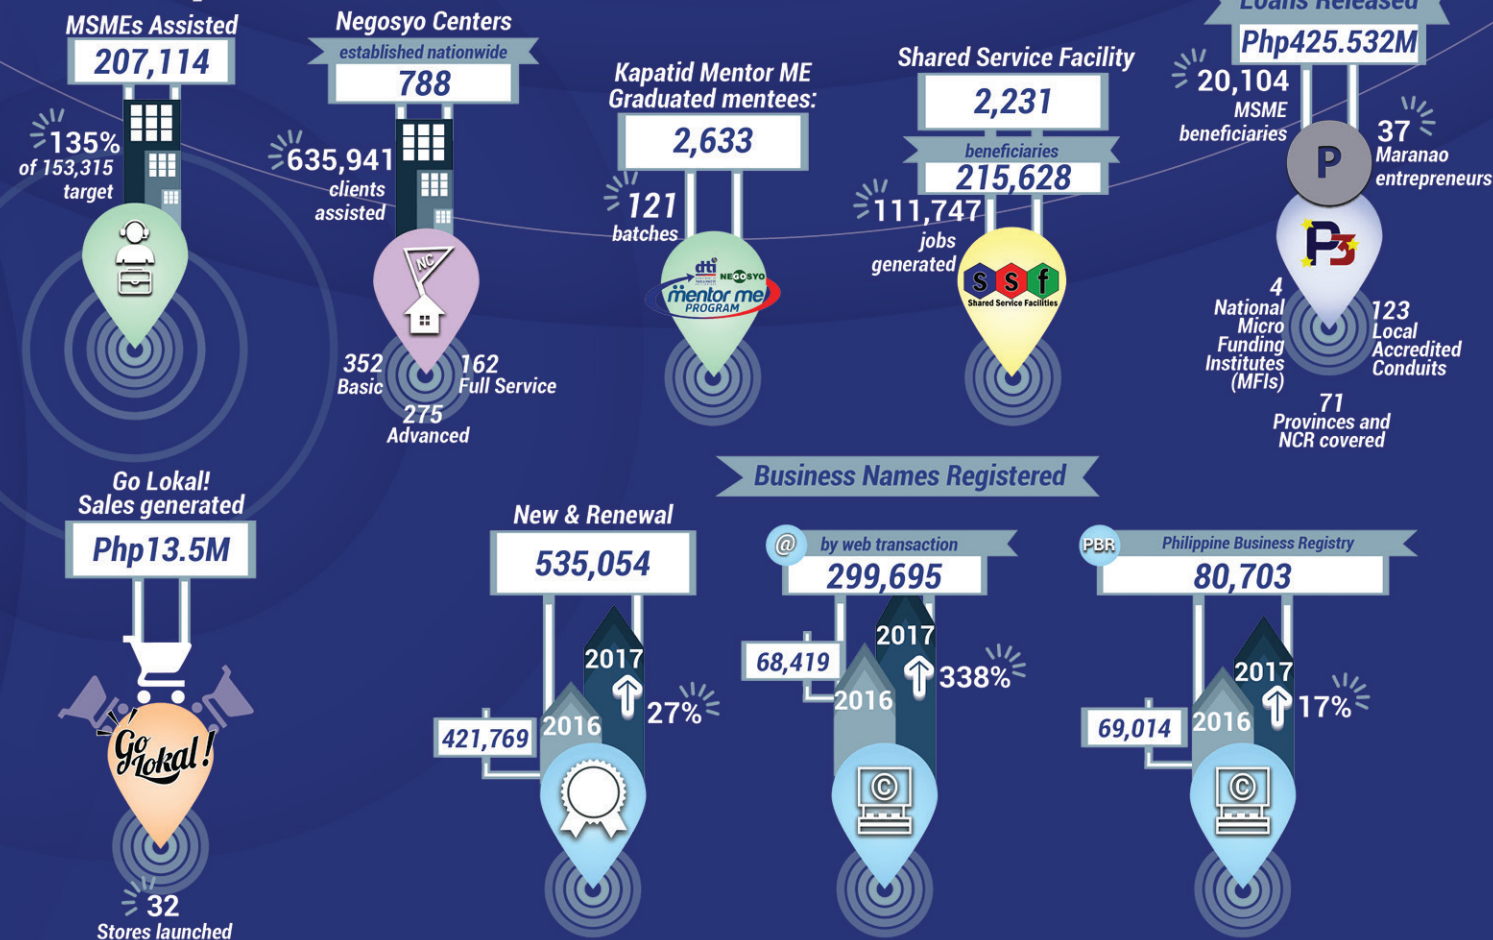 MSMEs Assisted
207,114
135%
of 153,315
target
Negosyo Centers
established nationwide
788
635,941
clients
assisted
NC
352
Basic
162
Full Service
275
Advanced
Kapatid Mentor ME
Graduated mentees:
2,633
121
batches
dti
NEGOSYO
mentor me
PROGRAM
Shared Service Facility
2,231
beneficiaries
215,628
111,747
jobs
generated
S S f
Shared Service Facilities
Loans Released
Php425.532M
20,104
MSME
beneficiaries
P
37
Maranao
entrepreneurs
P3
4
National
Micro
Funding
Institutes
(MFIs)
123
Local
Accredited
Conduits
71
Provinces and
NCR covered
Go Lokal!
Sales generated
Php13.5M
Go
Lokal!
32
Stores launched
Business Names Registered
New & Renewal
535,054
2017
27%
2016
421,769
@
by web transaction
299,695
2017
68,419
338%
2016
©
PBR
Philippine Business Registry
80,703
2017
17%
2016
69,014
©